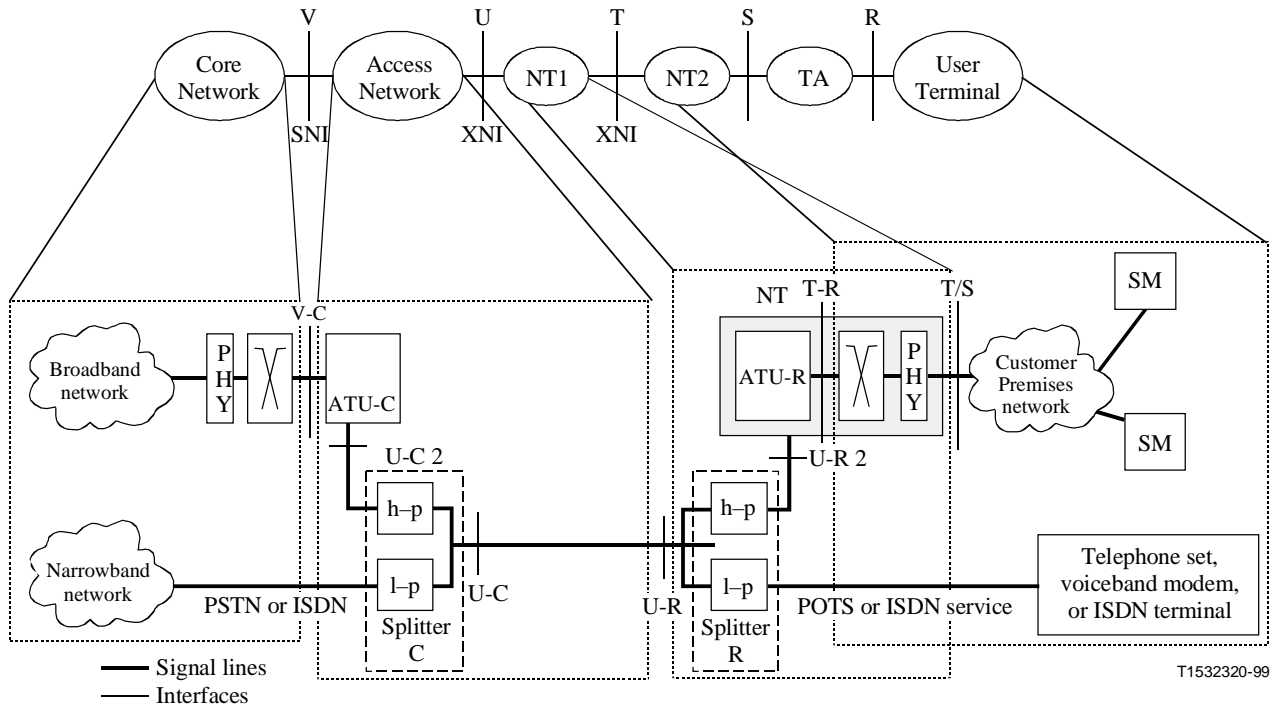 V
U
T
S
R
Core
Network
Access
Network
NT1
NT2
TA
User
Terminal
SNI
XNI
XNI
V-C
NT
T-R
T/S
SM
Broadband
network
P
H
Y
ATU-C
ATU-R
P
H
Y
Customer
Premises
network
SM
U-C 2
U-R 2
h–p
h–p
Narrowband
network
PSTN or ISDN
l–p
U-C
U-R
l–p
POTS or ISDN service
Telephone set,
voiceband modem,
or ISDN terminal
Splitter
C
Splitter
R
Signal lines
Interfaces
T1532320-99